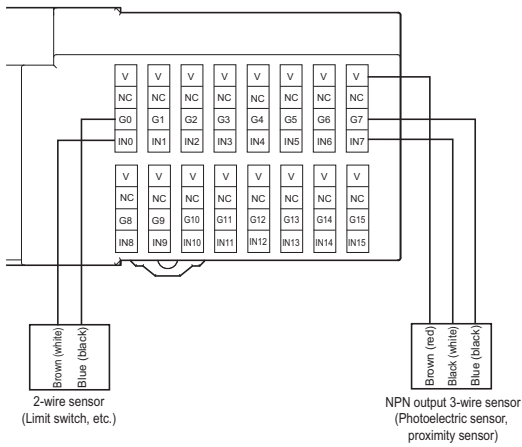 V V V V V V V V
NC NC NC NC NC NC NC NC
G0 G1 G2 G3 G4 G5 G6 G7
IN0 IN1 IN2 IN3 IN4 IN5 IN6 IN7
V V V V V V V V
NC NC NC NC NC NC NC NC
G8 G9 G10 G11 G12 G13 G14 G15
IN8 IN9 IN10 IN11 IN12 IN13 IN14 IN15
Brown (white)
Blue (black)
2-wire sensor
(Limit switch, etc.)
Brown (red)
Black (white)
Blue (black)
NPN output 3-wire sensor
(Photoelectric sensor,
proximity sensor)